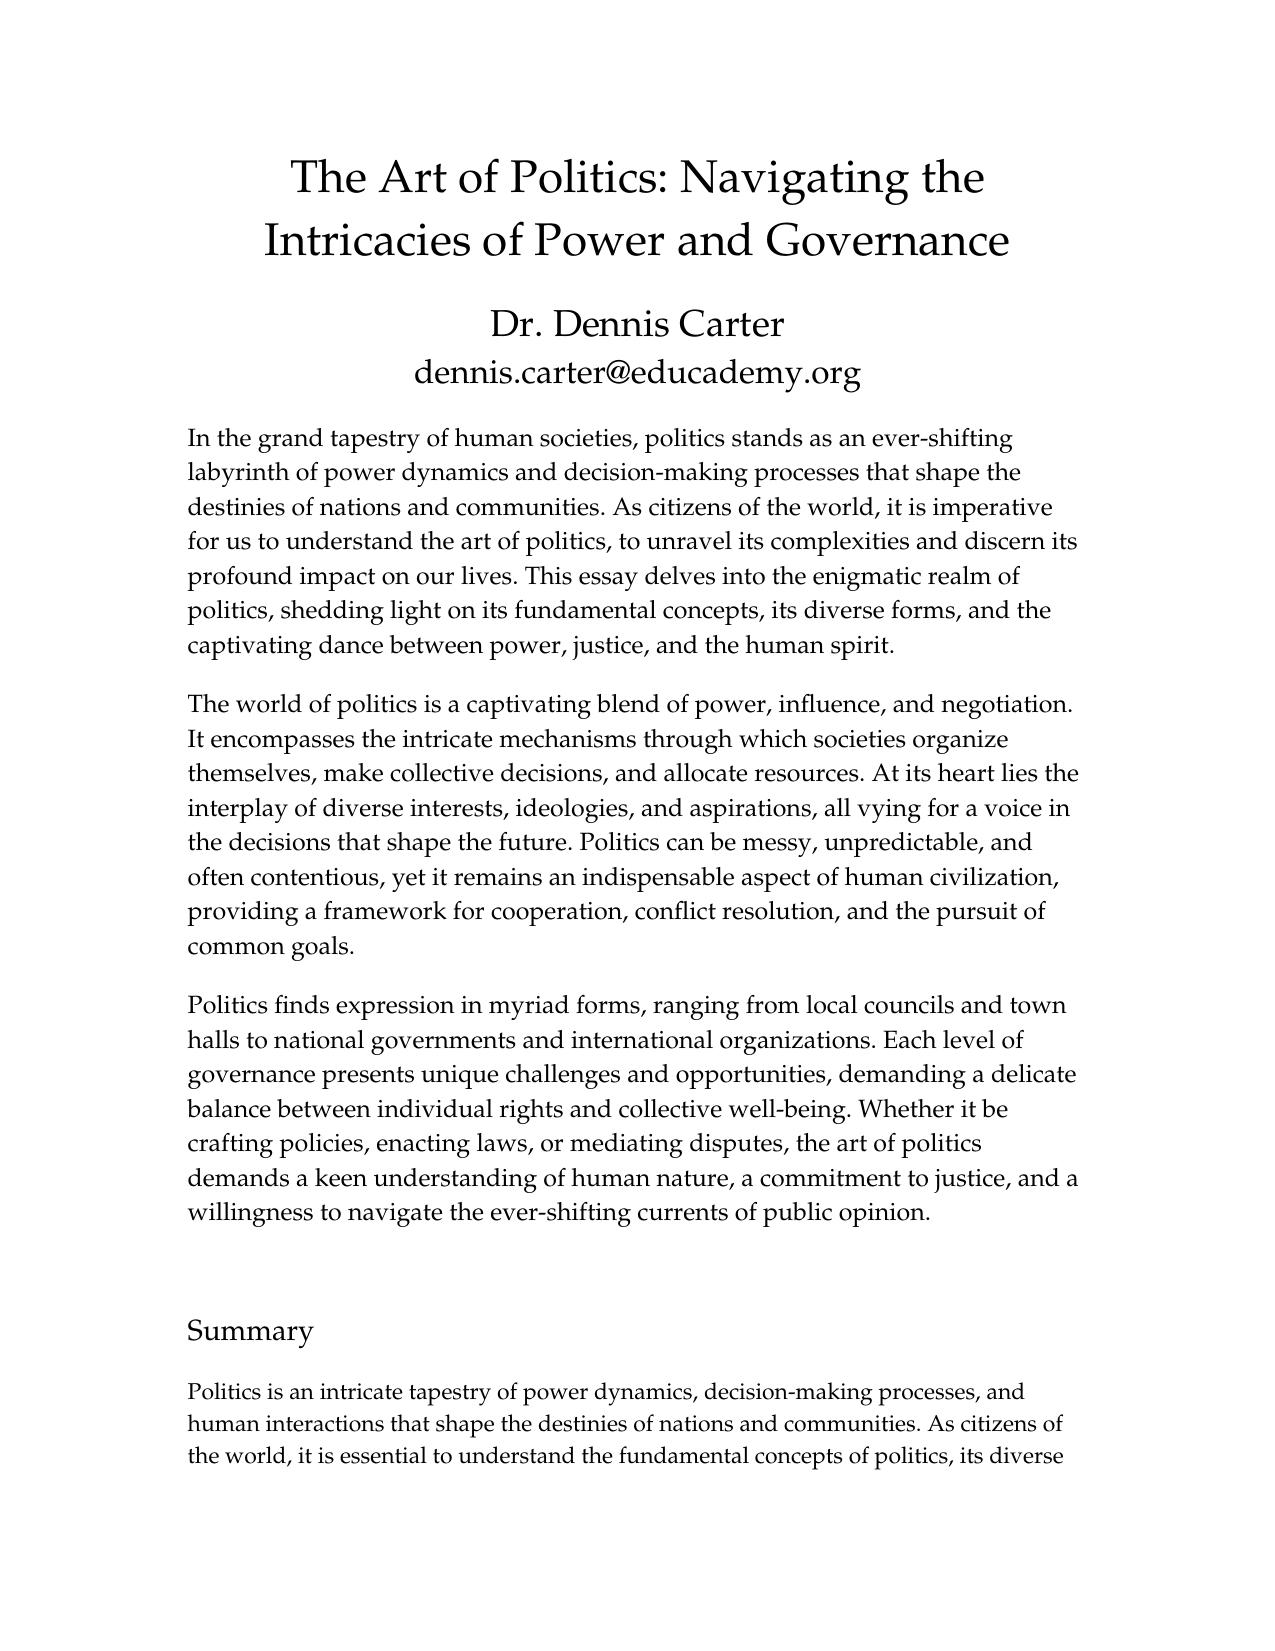 The Art of Politics: Navigating the
Intricacies of Power and Governance
Dr. Dennis Carter
dennis.carter@educademy.org
In the grand tapestry of human societies, politics stands as an ever-shifting
labyrinth of power dynamics and decision-making processes that shape the
destinies of nations and communities. As citizens of the world, it is imperative
for us to understand the art of politics, to unravel its complexities and discern its
profound impact on our lives. This essay delves into the enigmatic realm of
politics, shedding light on its fundamental concepts, its diverse forms, and the
captivating dance between power, justice, and the human spirit.
The world of politics is a captivating blend of power, influence, and negotiation.
It encompasses the intricate mechanisms through which societies organize
themselves, make collective decisions, and allocate resources. At its heart lies the
interplay of diverse interests, ideologies, and aspirations, all vying for a voice in
the decisions that shape the future. Politics can be messy, unpredictable, and
often contentious, yet it remains an indispensable aspect of human civilization,
providing a framework for cooperation, conflict resolution, and the pursuit of
common goals.
Politics finds expression in myriad forms, ranging from local councils and town
halls to national governments and international organizations. Each level of
governance presents unique challenges and opportunities, demanding a delicate
balance between individual rights and collective well-being. Whether it be
crafting policies, enacting laws, or mediating disputes, the art of politics
demands a keen understanding of human nature, a commitment to justice, and a
willingness to navigate the ever-shifting currents of public opinion.
Summary
Politics is an intricate tapestry of power dynamics, decision-making processes, and
human interactions that shape the destinies of nations and communities. As citizens of
the world, it is essential to understand the fundamental concepts of politics, its diverse